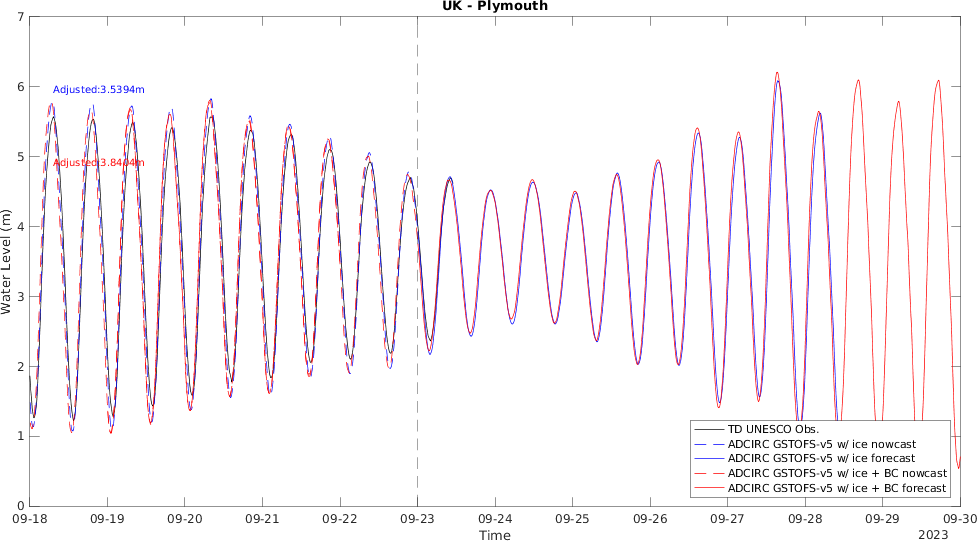 UK - Plymouth
7
6
5
4
3
2
1
0
Water Level (m)
Adjusted:3.5394m
Adjusted:3.8404m
TD UNESCO Obs.
ADCIRC GSTOFS-v5 w/ ice nowcast
ADCIRC GSTOFS-v5 w/ ice forecast
ADCIRC GSTOFS-v5 w/ ice + BC nowcast
ADCIRC GSTOFS-v5 w/ ice + BC forecast
09-18 09-19 09-20 09-21 09-22 09-23 09-24 09-25 09-26 09-27 09-28 09-29 09-30
Time
2023